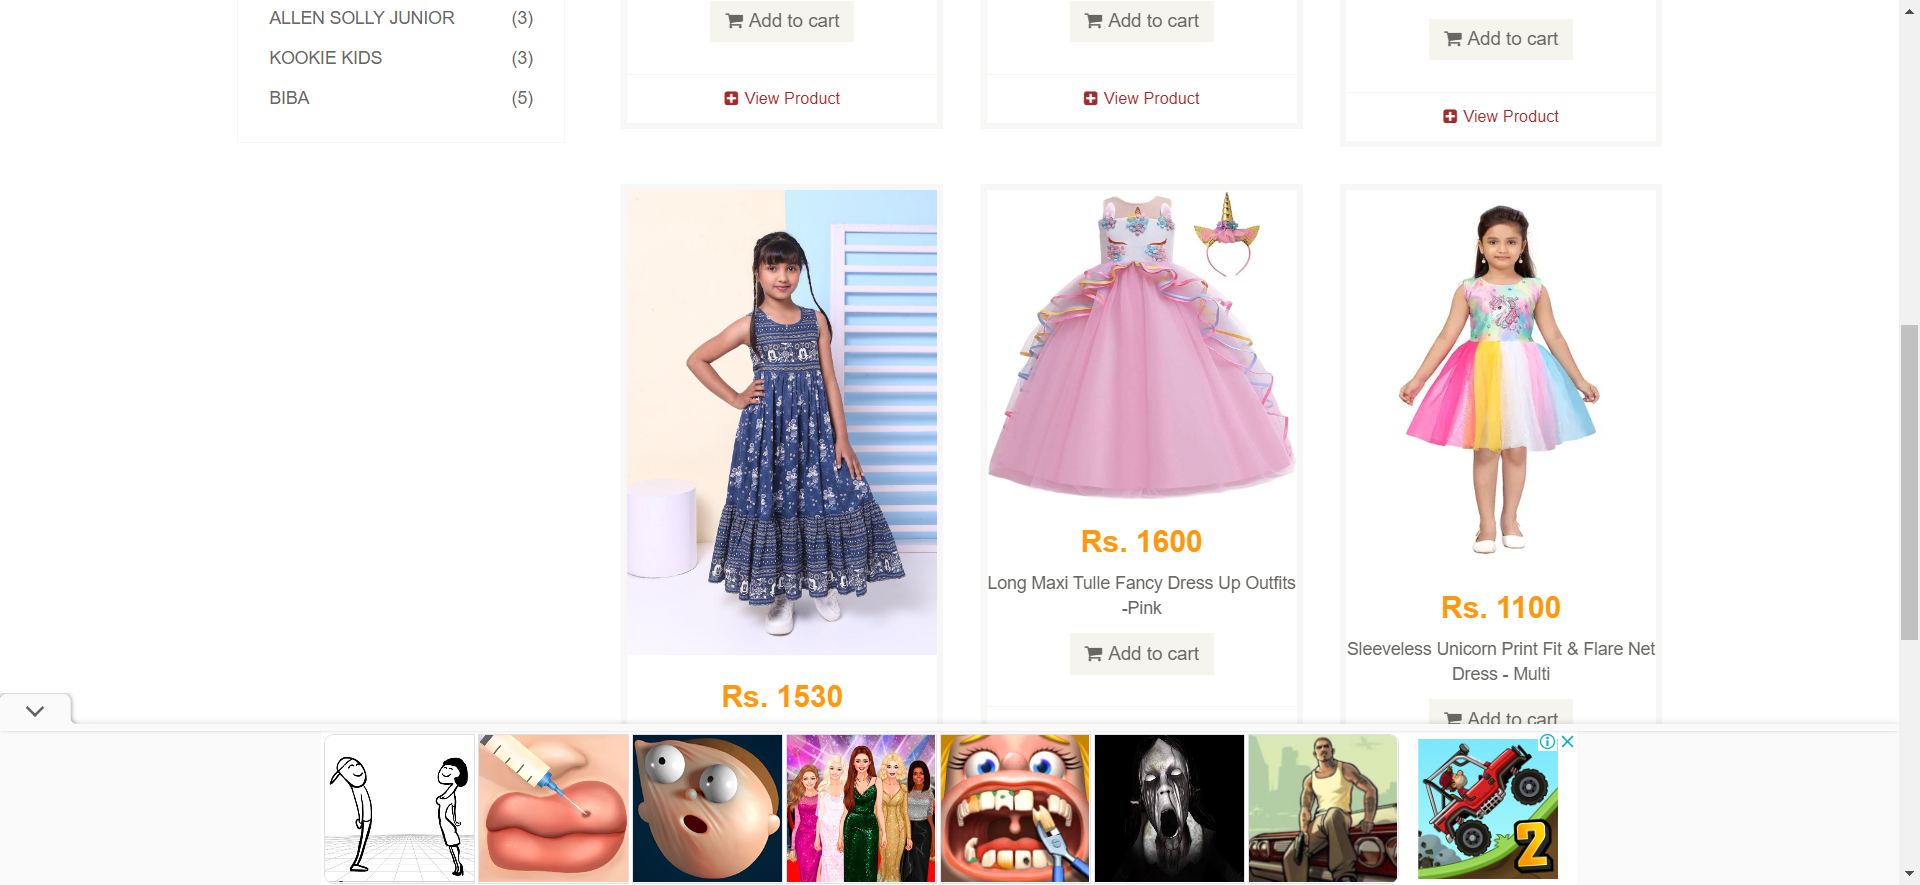 ALLEN SOLLY JUNIOR (3)
KOOKIE KIDS (3)
BIBA (5)
Add to cart
View Product
Add to cart
View Product
Add to cart
View Product
Rs. 1530
Rs. 1600
Long Maxi Tulle Fancy Dress Up Outfits
-Pink
Add to cart
Rs. 1100
Sleeveless Unicorn Print Fit & Flare Net
Dress - Multi
Add to cart
2